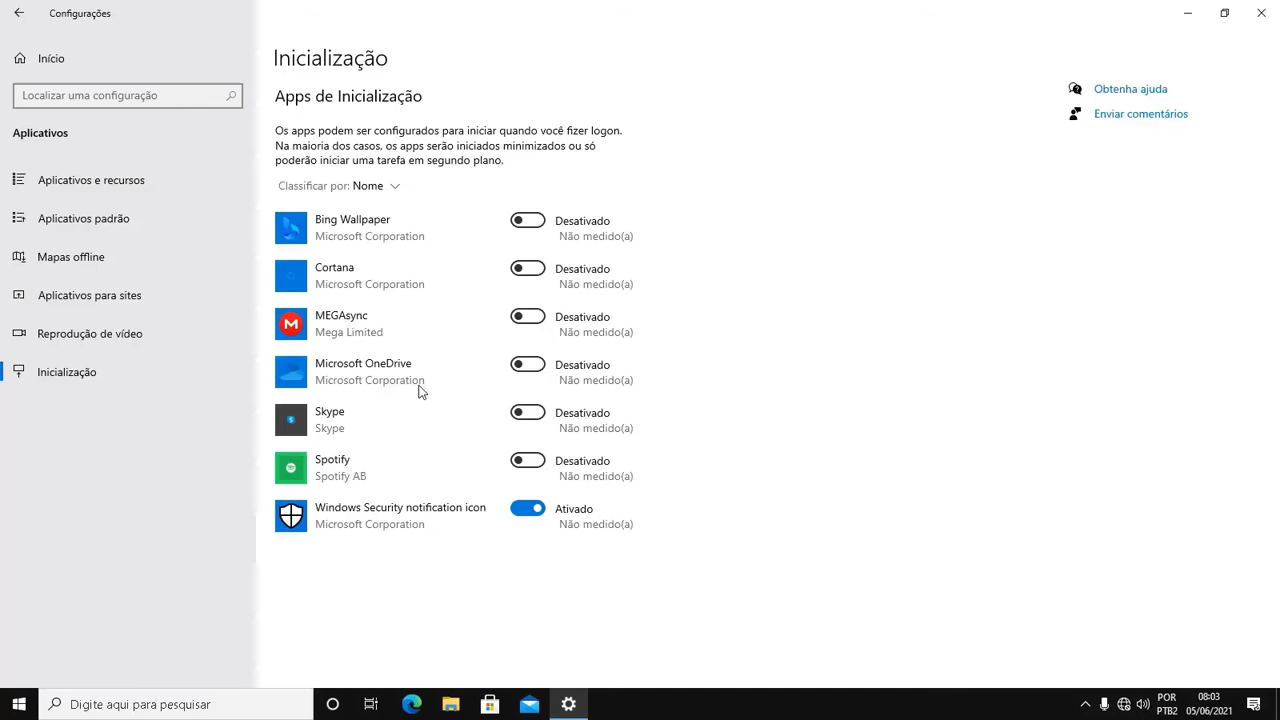 Configurações
Início
Localizar uma configuração
Aplicativos
Aplicativos e recursos
Aplicativos padrão
Mapas offline
Aplicativos para sites
Reprodução de vídeo
Inicialização
Inicialização
Apps de Inicialização
Os apps podem ser configurados para iniciar quando você fizer logon.
Na maioria dos casos, os apps serão iniciados minimizados ou só
poderão iniciar uma tarefa em segundo plano.
Classificar por: Nome
Bing Wallpaper
Microsoft Corporation
Desativado
Não medido(a)
Cortana
Microsoft Corporation
Desativado
Não medido(a)
MEGAsync
Mega Limited
Desativado
Não medido(a)
Microsoft OneDrive
Microsoft Corporation
Desativado
Não medido(a)
Skype
Skype
Desativado
Não medido(a)
Spotify
Spotify AB
Desativado
Não medido(a)
Windows Security notification icon
Microsoft Corporation
Ativado
Não medido(a)
Obtenha ajuda
Enviar comentários
Digite aqui para pesquisar
POR
PTB2
08:03
05/06/2021